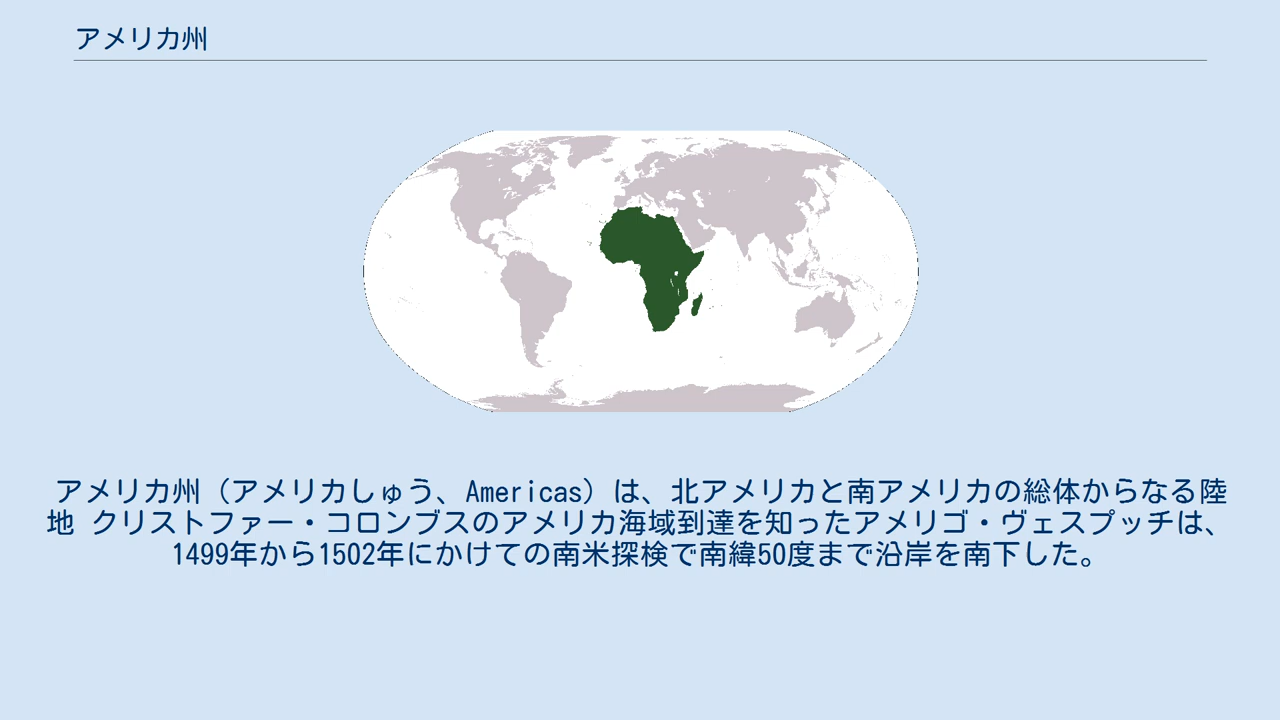 アメリカ州
アメリカ州（アメリカしゅう、Americas）は、北アメリカと南アメリカの総体からなる陸
地 クリストファー・コロンブスのアメリカ海域到達を知ったアメリゴ・ヴェスプッチは、
1499年から1502年にかけての南米探検で南緯50度まで沿岸を南下した。